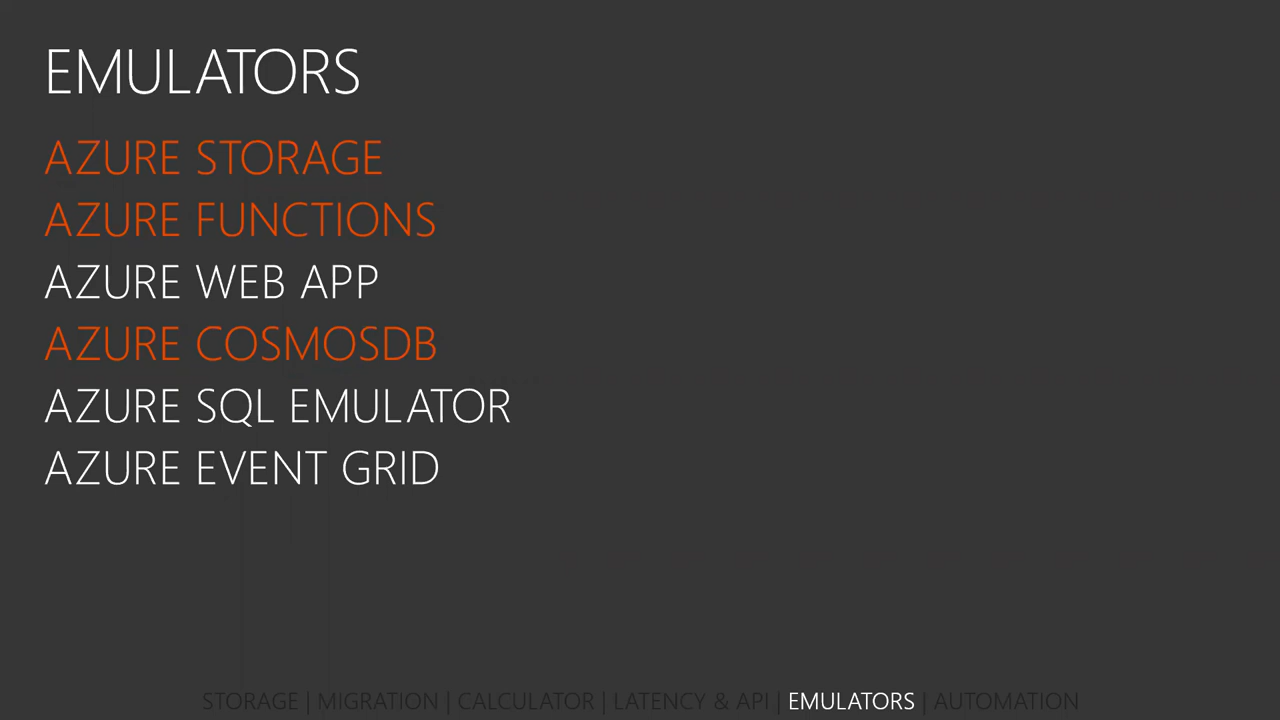 EMULATORS
AZURE STORAGE
AZURE FUNCTIONS
AZURE WEB APP
AZURE COSMOSDB
AZURE SQL EMULATOR
AZURE EVENT GRID
STORAGE | MIGRATION | CALCULATOR | LATENCY & API | EMULATORS | AUTOMATION